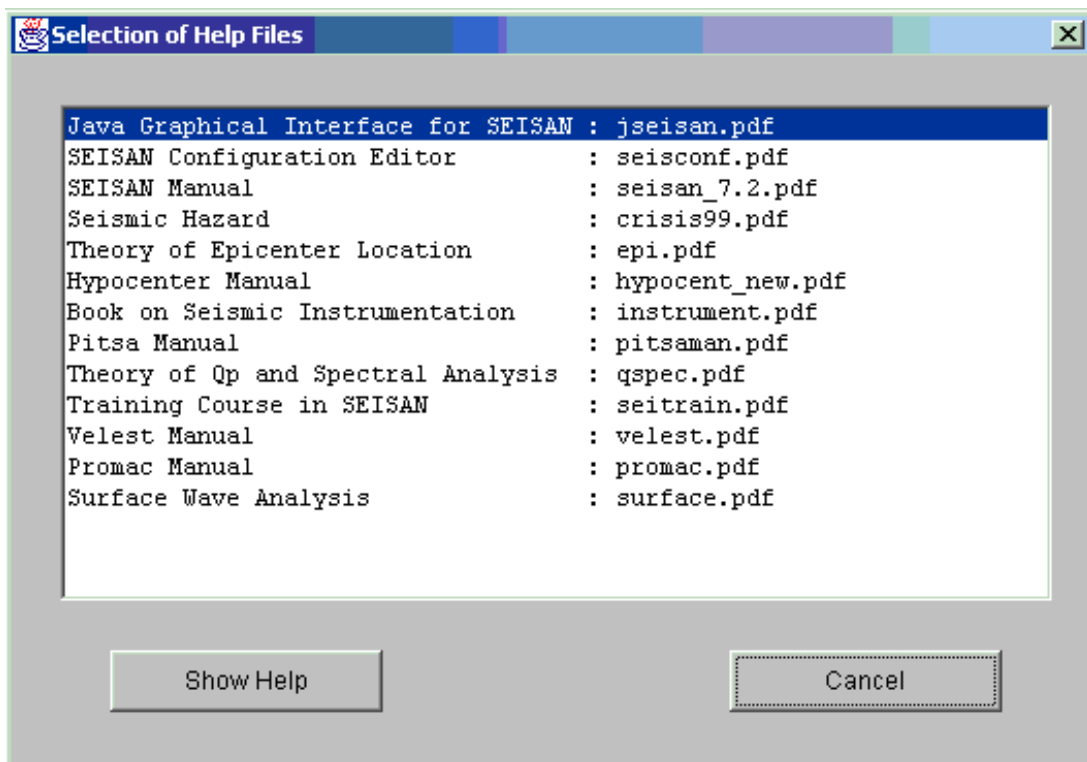 Selection of Help Files
Java Graphical Interface for SEISAN : jseisan.pdf
SEISAN Configuration Editor : seisconf.pdf
SEISAN Manual : seisan_7.2.pdf
Seismic Hazard : crisis99.pdf
Theory of Epicenter Location : epi.pdf
Hypocenter Manual : hypocent_new.pdf
Book on Seismic Instrumentation : instrument.pdf
Pitsa Manual : pitsaman.pdf
Theory of Qp and Spectral Analysis : qspec.pdf
Training Course in SEISAN : seitrain.pdf
Velest Manual : velest.pdf
Promac Manual : promac.pdf
Surface Wave Analysis : surface.pdf
Show Help Cancel